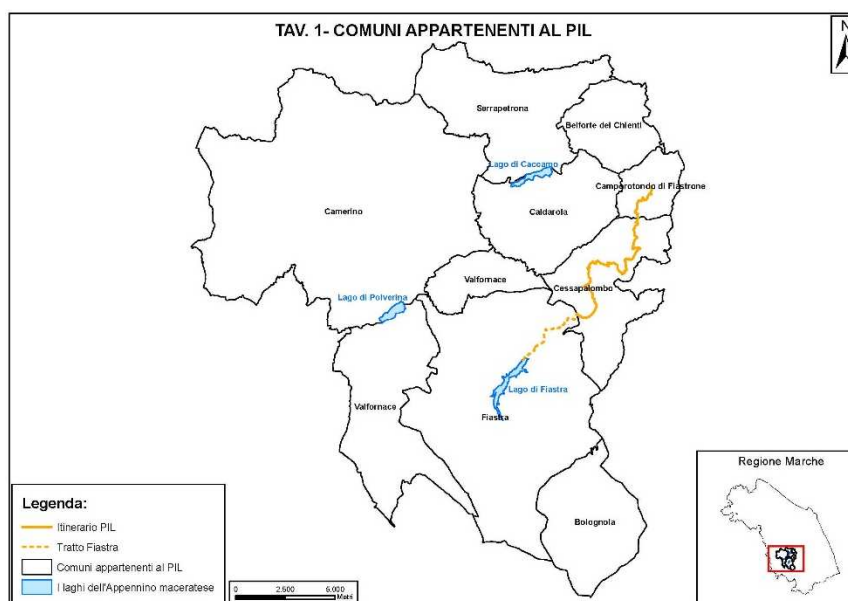 TAV. 1- COMUNI APPARTENENTI AL PIL
N
Serrapetrona
Belforte del Chienti
Lago di Caccamo
Camporotondo di Fiastrone
Camerino
Caldarola
Valfornace
Cessapalombo
Lago di Polverina
Lago di Fiastra
Valfornace
Fiastra
Bolognola
Regione Marche
Legenda:
Itinerario PIL
Tratto Fiastra
Comuni appartenenti al PIL
I laghi dell'Appennino maceratese
0 2.500 5.000
Metri